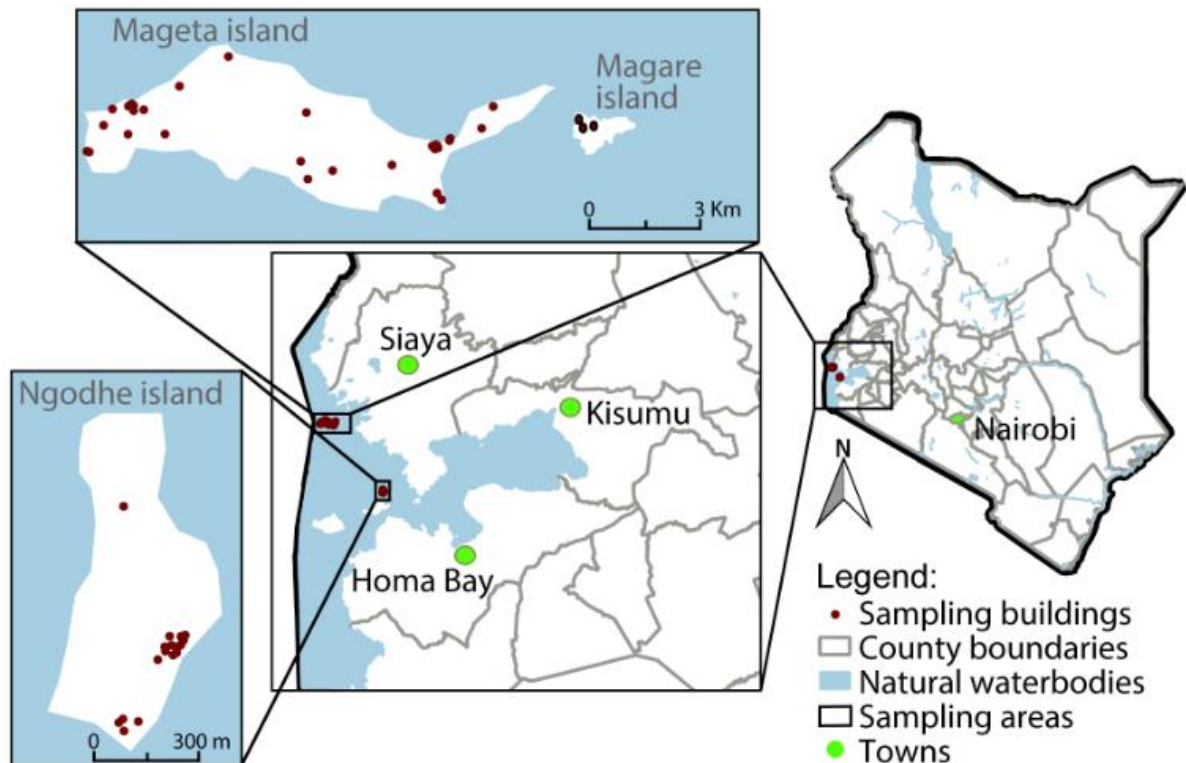 Mageta island
Magare
island
0 3 Km
Siaya
Kisumu
Homa Bay
Ngodhe island
0 300 m
Nairobi
N
Legend:
Sampling buildings
County boundaries
Natural waterbodies
Sampling areas
Towns